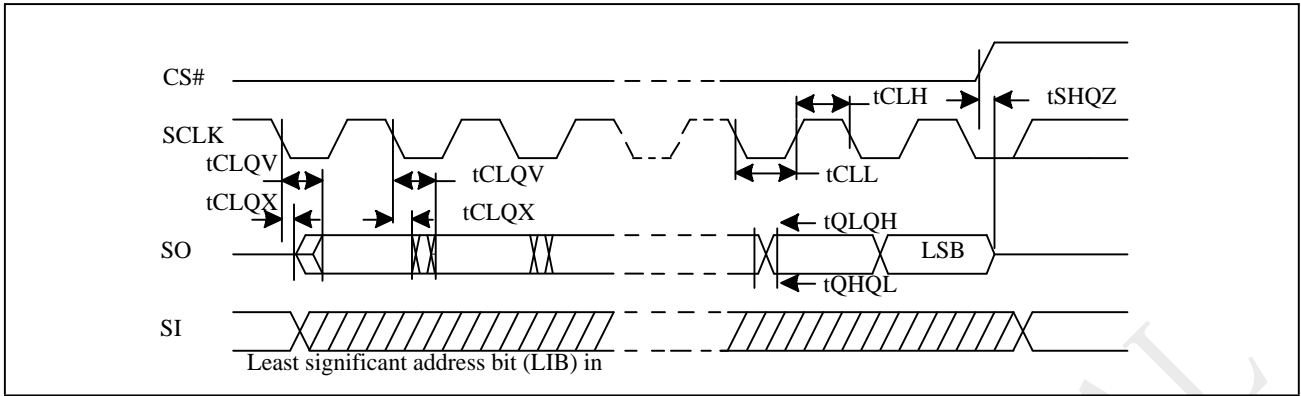 CS#
tCLH
tSHQZ
SCLK
tCLQV
tCLQV
tCLL
tCLQX
tCLQX
tQLQH
SO
LSB
tQHQL
SI
Least significant address bit (LIB) in
AL